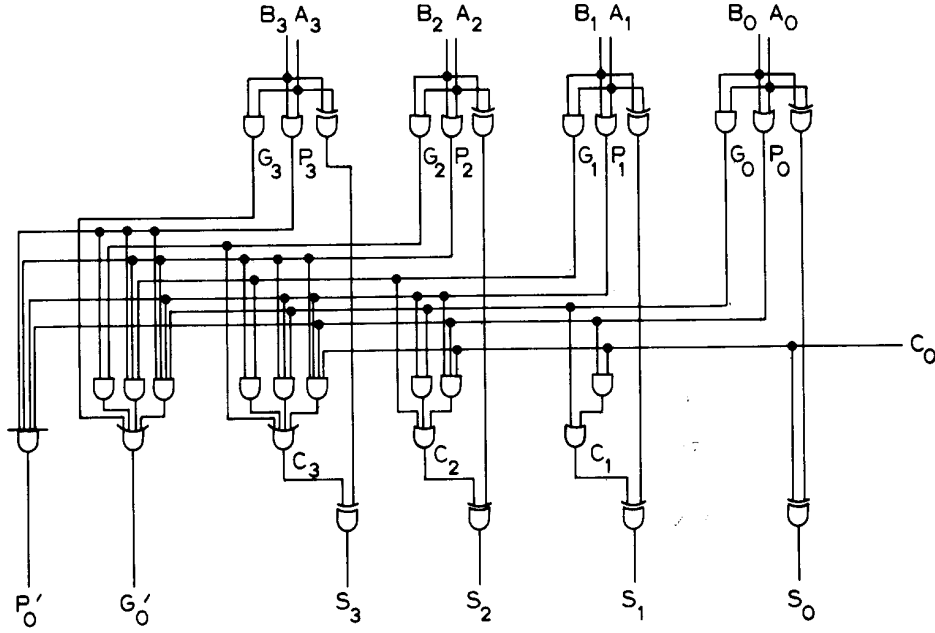 B3 A3 B2 A2 B1 A1 B0 A0
G3 P3 G2 P2 G1 P1 G0 P0
C0
C3 C2 C1
P0' G0' S3 S2 S1 S0